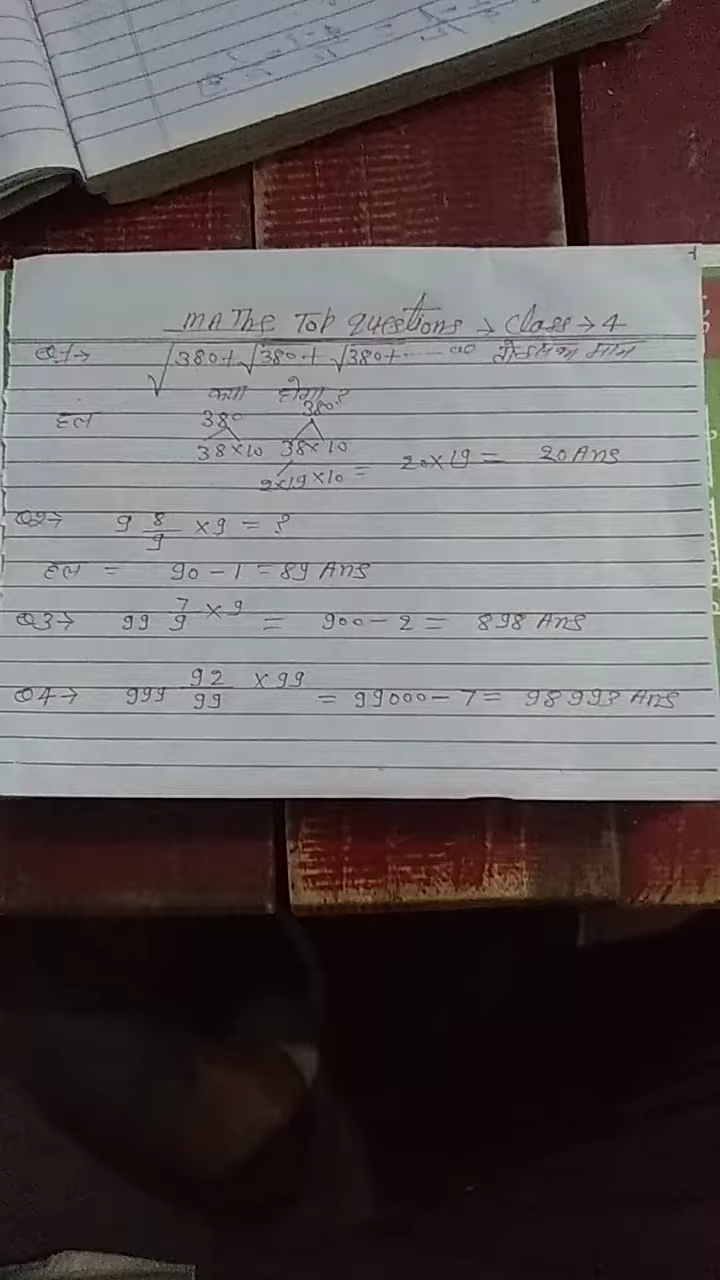 MAThs Top Questions → Class → 4
Q1→ √380+√380+√380+..... ∞ मान
क्या होगा?
हल 380 380
38×10 38×10
2×19×10 = 20×19 = 20 Ans
Q2→ 9 8/9 ×9 = ?
हल = 90-1 = 89 Ans
Q3→ 99 7/9 ×9 = 900-2 = 898 Ans
Q4→ 999 92/99 ×99 = 99000-7= 98993 Ans